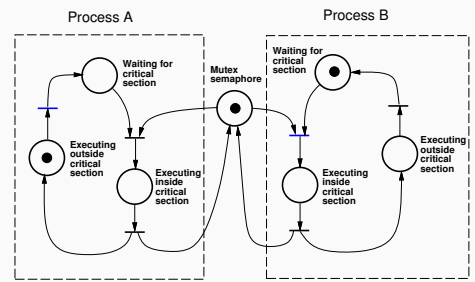 Process A
Process B
Waiting for
critical
section
Mutex
semaphore
Waiting for
critical
section
Executing
outside
critical
section
Executing
inside
critical
section
Executing
inside
critical
section
Executing
outside
critical
section